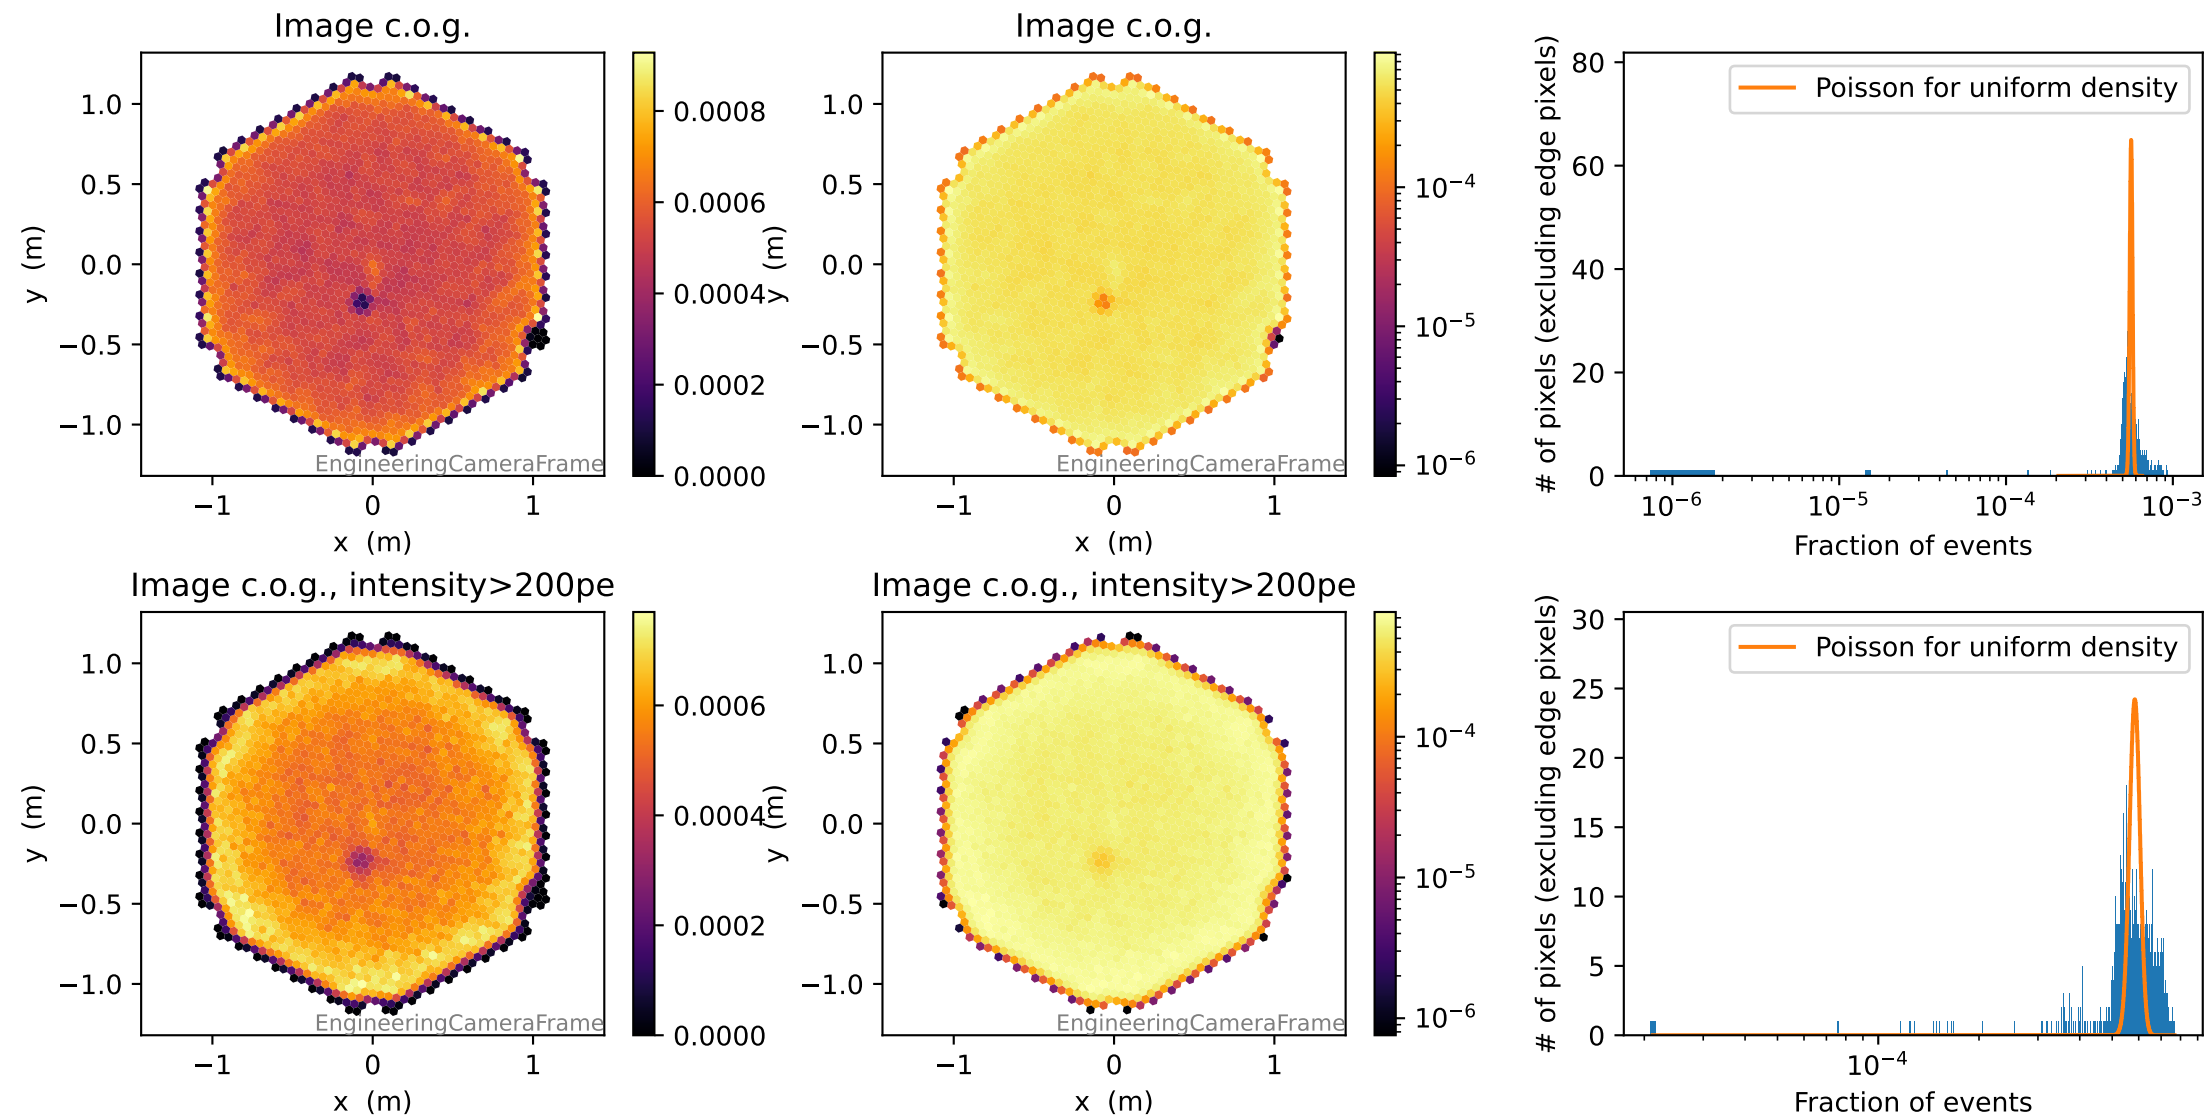 Image c.o.g.
1.0
0.5
0.0
−0.5
−1.0
y (m)
−1
0
1
x (m)
EngineeringCameraFrame
0.0008
0.0006
0.0004
0.0002
0.0000
Image c.o.g.
1.0
0.5
0.0
−0.5
−1.0
y (m)
−1
0
1
x (m)
EngineeringCameraFrame
10⁻⁴
10⁻⁵
10⁻⁶
80
60
40
20
0
# of pixels (excluding edge pixels)
Poisson for uniform density
10⁻⁶
10⁻⁵
10⁻⁴
10⁻³
Fraction of events
Image c.o.g., intensity>200pe
1.0
0.5
0.0
−0.5
−1.0
y (m)
−1
0
1
x (m)
EngineeringCameraFrame
0.0006
0.0004
0.0002
0.0000
Image c.o.g., intensity>200pe
1.0
0.5
0.0
−0.5
−1.0
y (m)
−1
0
1
x (m)
EngineeringCameraFrame
10⁻⁴
10⁻⁵
10⁻⁶
30
25
20
15
10
5
0
# of pixels (excluding edge pixels)
Poisson for uniform density
10⁻⁴
Fraction of events